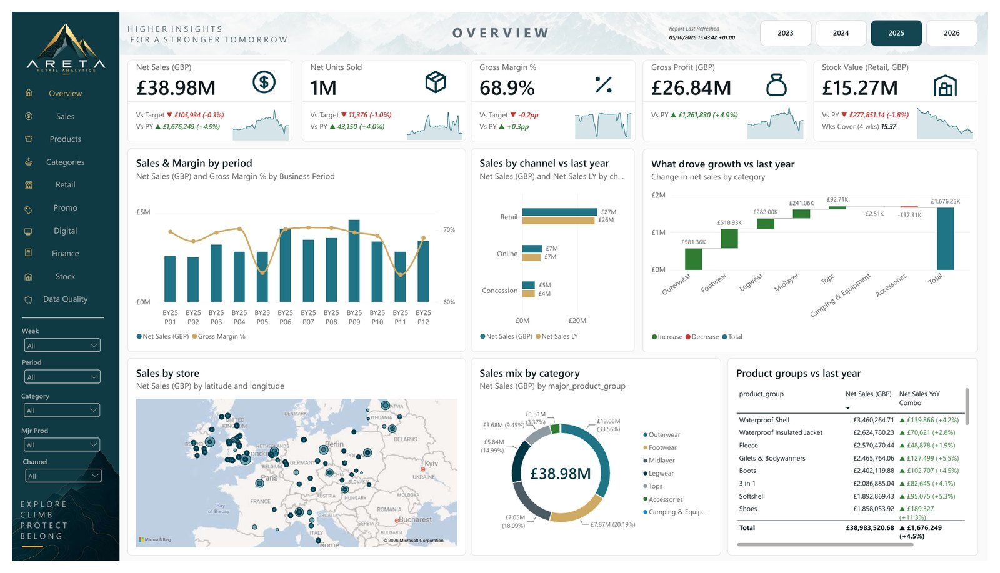 ARETA
RETAIL ANALYTICS
Overview
Sales
Products
Categories
Retail
Promo
Digital
Finance
Stock
Data Quality
Week
All
Period
All
Category
All
Mjr Prod
All
Channel
All
EXPLORE
CLIMB
PROTECT
BELONG
HIGHER INSIGHTS
FOR A STRONGER TOMORROW
OVERVIEW
Report Last Refreshed
05/10/2026 15:43:42 +01:00
2023
2024
2025
2026
Net Sales (GBP)
£38.98M
Vs Target ▼ £105,934 (-0.3%)
Vs PY ▲ £1,676,249 (+4.5%)
Net Units Sold
1M
Vs Target ▼ 11,376 (-1.0%)
Vs PY ▲ 43,150 (+4.0%)
Gross Margin %
68.9%
Vs Target ▼ -0.2pp
Vs PY ▲ +0.3pp
Gross Profit (GBP)
£26.84M
Vs PY ▲ £1,261,830 (+4.9%)
Stock Value (Retail, GBP)
£15.27M
Vs PY ▼ £277,851.14 (-1.8%)
Wks Cover (4 wks) 15.37
Sales & Margin by period
Net Sales (GBP) and Gross Margin % by Business Period
£5M
£0M
70%
60%
BY25 P01
BY25 P02
BY25 P03
BY25 P04
BY25 P05
BY25 P06
BY25 P07
BY25 P08
BY25 P09
BY25 P10
BY25 P11
BY25 P12
Net Sales (GBP) Gross Margin %
Sales by channel vs last year
Net Sales (GBP) and Net Sales LY by ch...
Retail
£27M
£26M
Online
£7M
£7M
Concession
£5M
£4M
£0M £20M
Net Sales (GBP) Net Sales LY
What drove growth vs last year
Change in net sales by category
£2M
£1M
£0M
£581.36K
£518.93K
£282.00K
£241.06K
£92.71K
-£2.51K
-£37.31K
£1,676.25K
Outerwear
Footwear
Legwear
Midlayer
Tops
Camping & Equipment
Accessories
Total
Increase Decrease Total
Sales by store
Net Sales (GBP) by latitude and longitude
UNITED
DENMARK
NETHERLANDS
BELGIUM
Paris
FRANCE
Bay
of Biscay
Berlin
GERMANY
AUSTRIA
HUNGARY
SLOVAKIA
CROATIA
ITALY
Rome
BELARUS
Kyiv
UKRAINE
MOLDOVA
ROMANIA
Bucharest
SERBIA
BULGARIA
Microsoft Bing
© 2026 Microsoft Corporation
Sales mix by category
Net Sales (GBP) by major_product_group
£13.08M
(33.56%)
£7.87M (20.19%)
£7.05M
(18.09%)
£5.84M
(14.99%)
£3.68M (9.45%)
£1.31M
(3.37%)
£38.98M
Outerwear
Footwear
Midlayer
Legwear
Tops
Accessories
Camping & Equip...
Product groups vs last year
product_group Net Sales (GBP) Net Sales YoY Combo
Waterproof Shell £3,460,264.71 ▲ £139,866 (+4.2%)
Waterproof Insulated Jacket £2,624,780.23 ▲ £70,621 (+2.8%)
Fleece £2,570,470.44 ▲ £48,878 (+1.9%)
Gilets & Bodywarmers £2,465,764.06 ▲ £127,499 (+5.5%)
Boots £2,402,119.88 ▲ £102,707 (+4.5%)
3 in 1 £2,086,885.04 ▲ £82,645 (+4.1%)
Softshell £1,892,869.43 ▲ £95,075 (+5.3%)
Shoes £1,858,053.92 ▲ £189,327 (+11.3%)
Total £38,983,520.68 ▲ £1,676,249 (+4.5%)